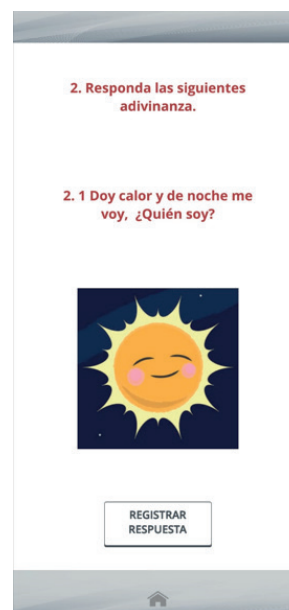 2. Responda las siguientes
adivinanza.
2. 1 Doy calor y de noche me
voy, ¿Quién soy?
REGISTRAR
RESPUESTA